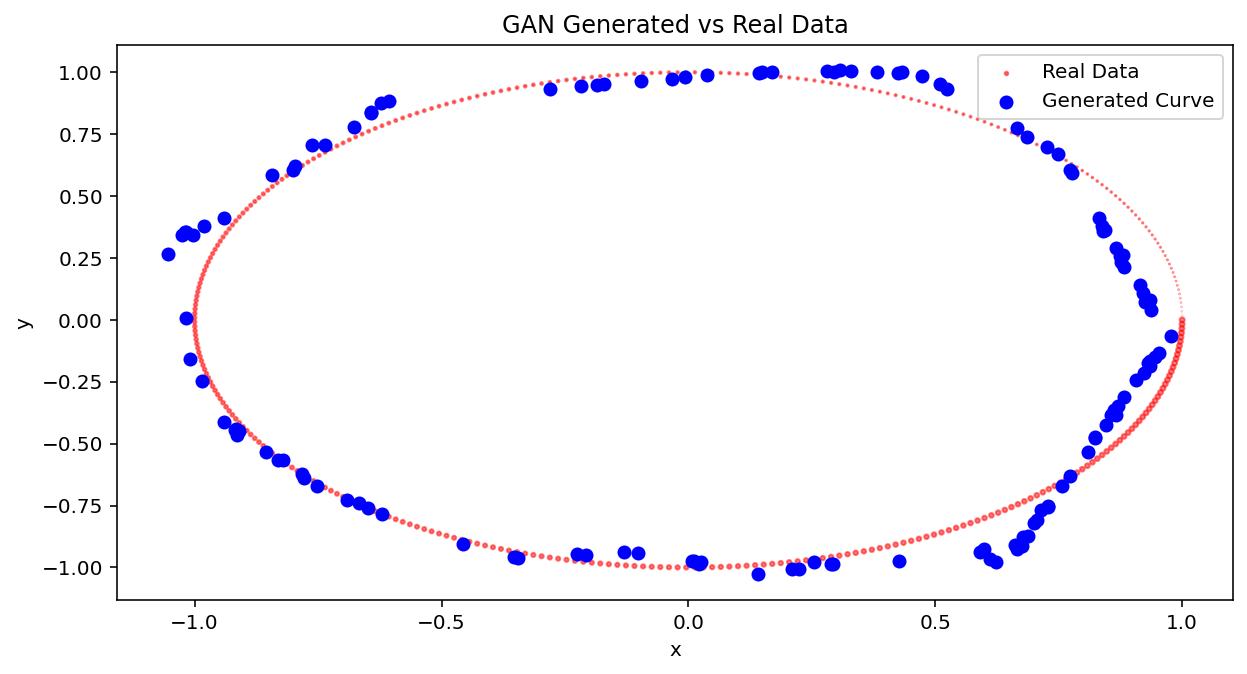 GAN Generated vs Real Data
Real Data
Generated Curve
1.00
0.75
0.50
0.25
0.00
−0.25
−0.50
−0.75
−1.00
y
−1.0 −0.5 0.0 0.5 1.0
x